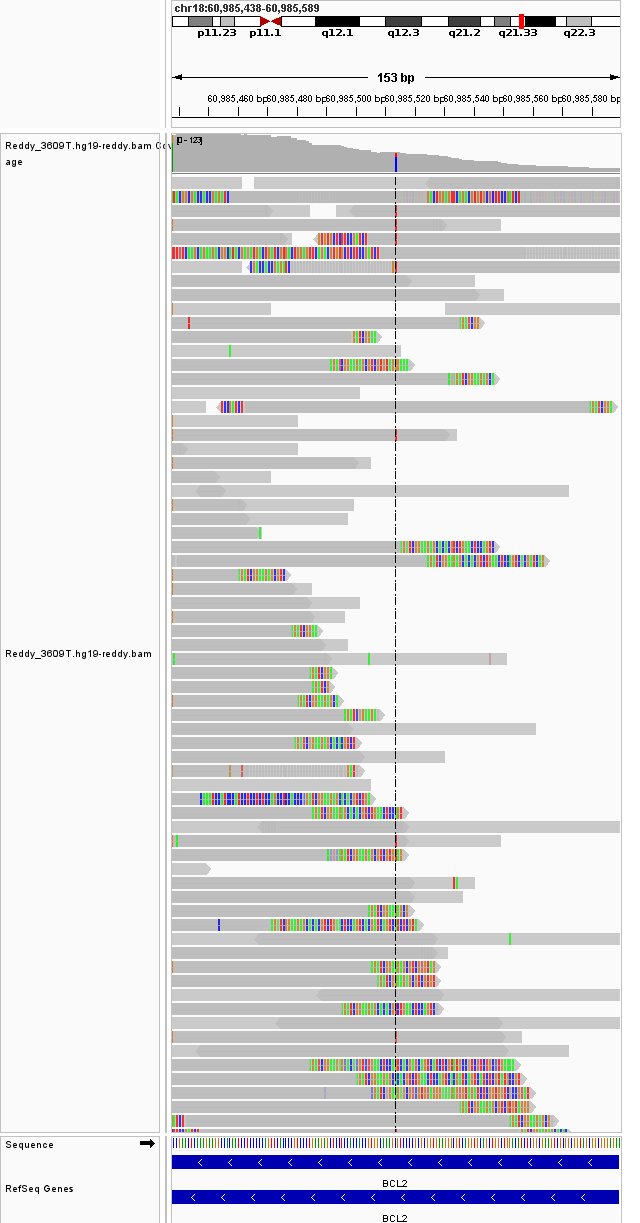 chr18:60,985,438-60,985,589
p11.23 p11.1 q12.1 q12.3 q21.2 q21.33 q22.3
153 bp
60,985,460 bp 60,985,480 bp 60,985,500 bp 60,985,520 bp 60,985,540 bp 60,985,560 bp 60,985,580 bp
Reddy_3609T.hg19-reddy.bam Cov
age
[0 - 123]
Reddy_3609T.hg19-reddy.bam
Sequence
BCL2
RefSeq Genes
BCL2